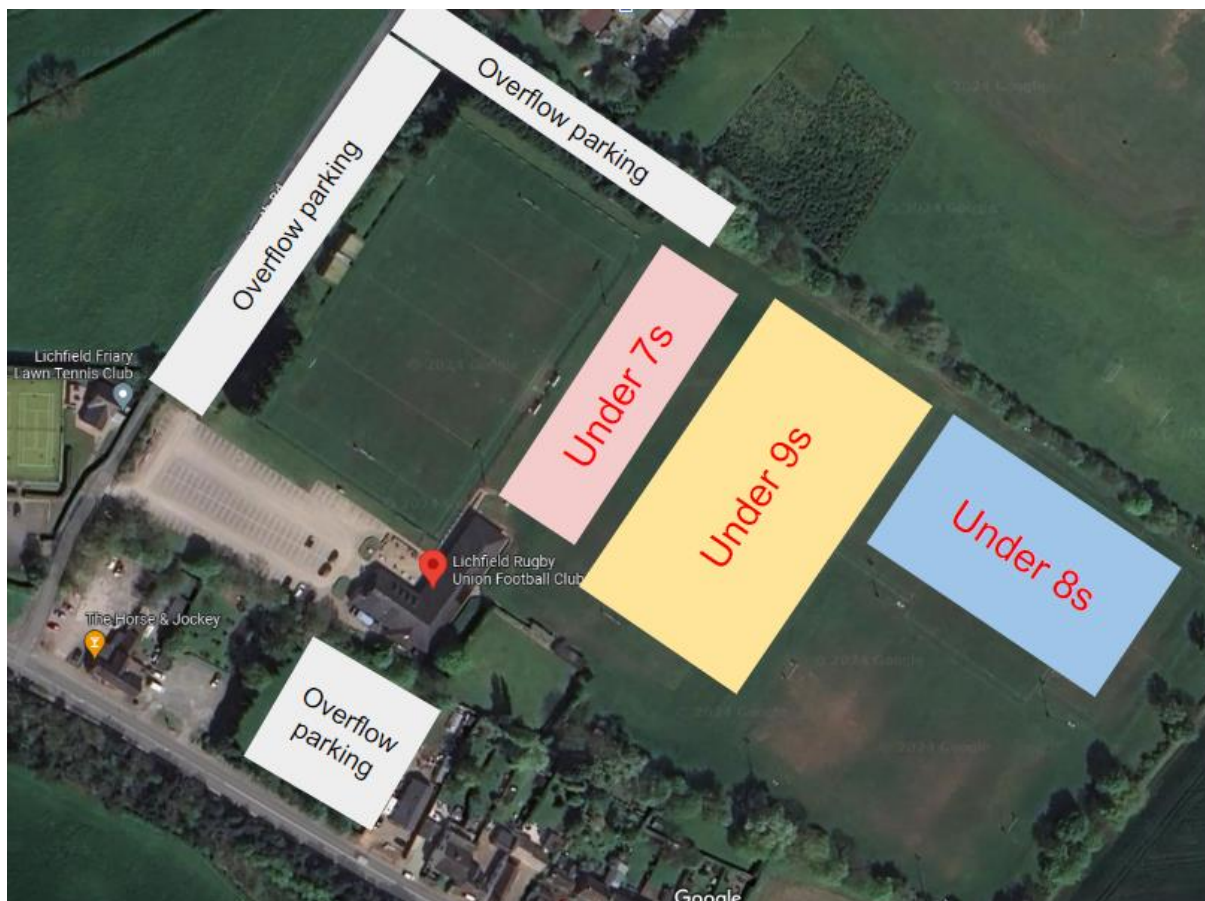 Overflow parking
Overflow parking
Under 7s
Lichfield Friary
Lawn Tennis Club
Under 9s
Under 8s
Lichfield Rugby
Union Football Club
The Horse & Jockey
Overflow
parking
Google